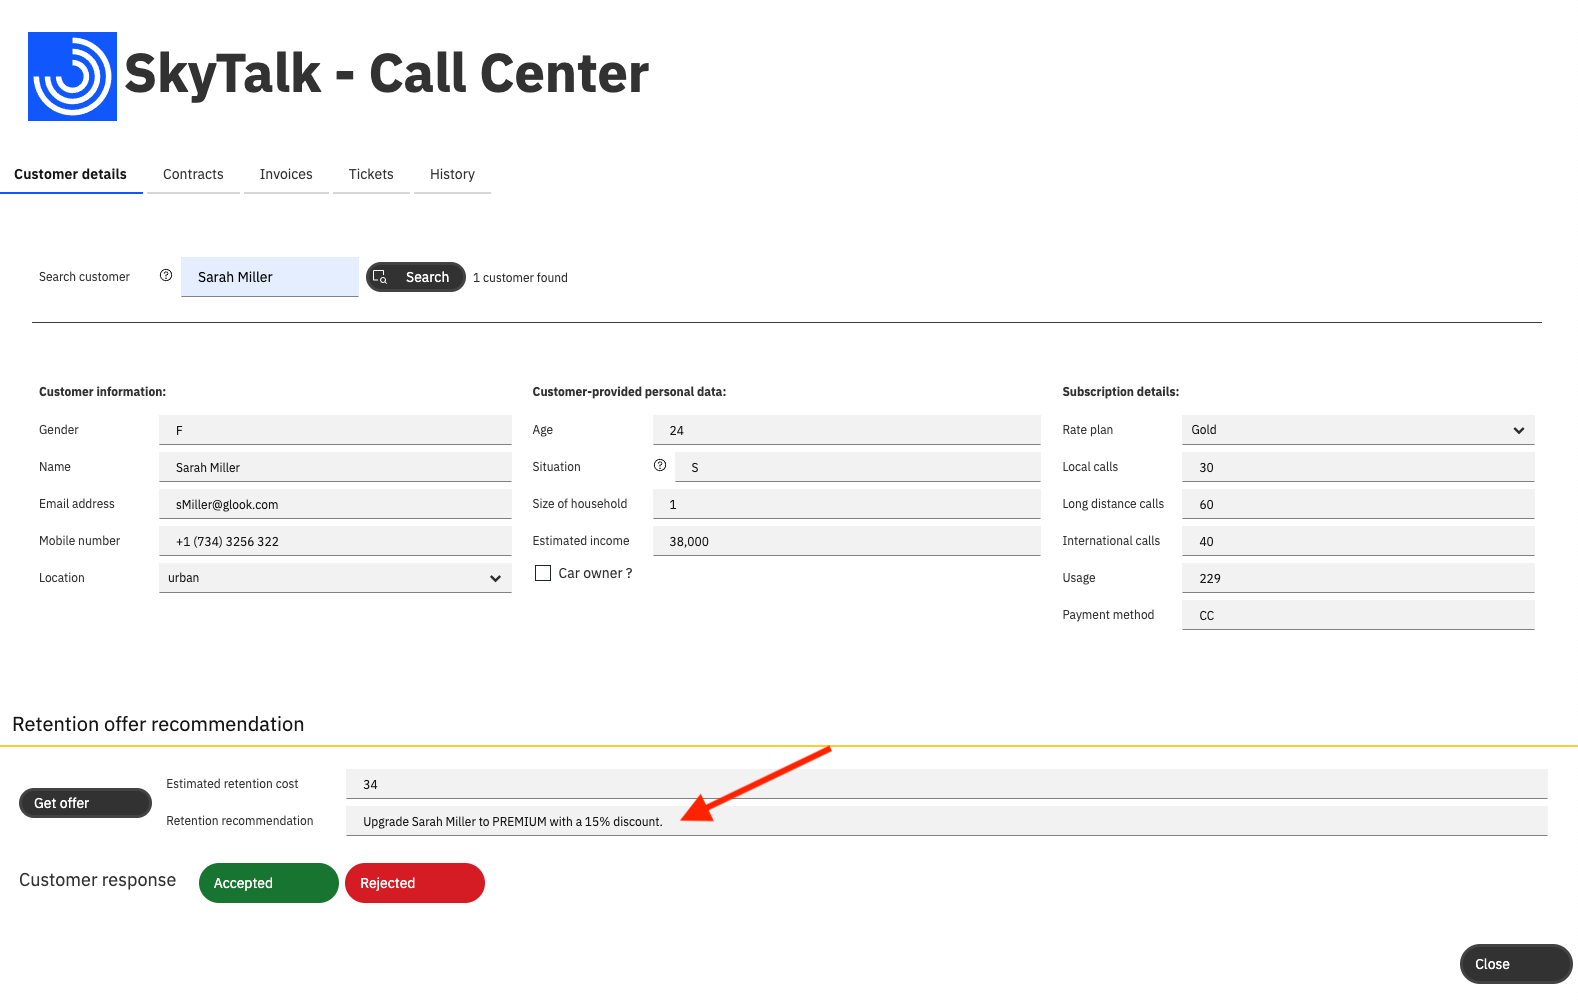 SkyTalk - Call Center
Customer details Contracts Invoices Tickets History
Search customer Sarah Miller Search 1 customer found
Customer information:
Gender F
Name Sarah Miller
Email address sMiller@glook.com
Mobile number +1 (734) 3256 322
Location urban
Customer-provided personal data:
Age 24
Situation S
Size of household 1
Estimated income 38,000
Car owner ?
Subscription details:
Rate plan Gold
Local calls 30
Long distance calls 60
International calls 40
Usage 229
Payment method CC
Retention offer recommendation
Get offer
Estimated retention cost 34
Retention recommendation Upgrade Sarah Miller to PREMIUM with a 15% discount.
Customer response Accepted Rejected
Close